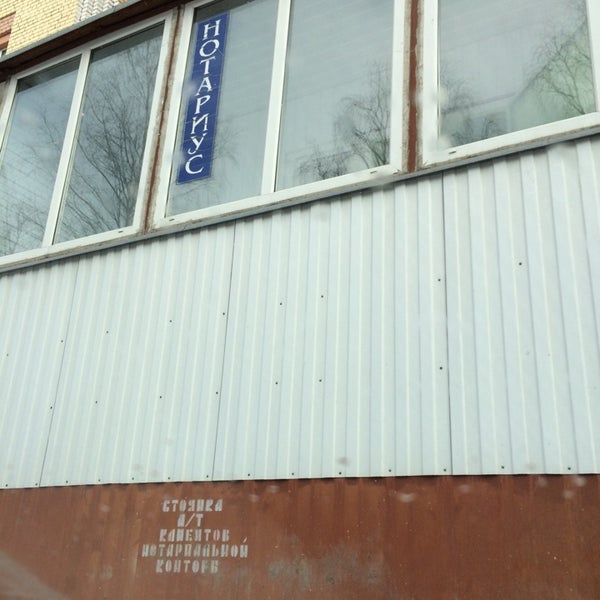 НОТАРИУС
СТОЯНКА
А/Т
КЛИЕНТОВ
НОТАРИАЛЬНОЙ
КОНТОРЫ